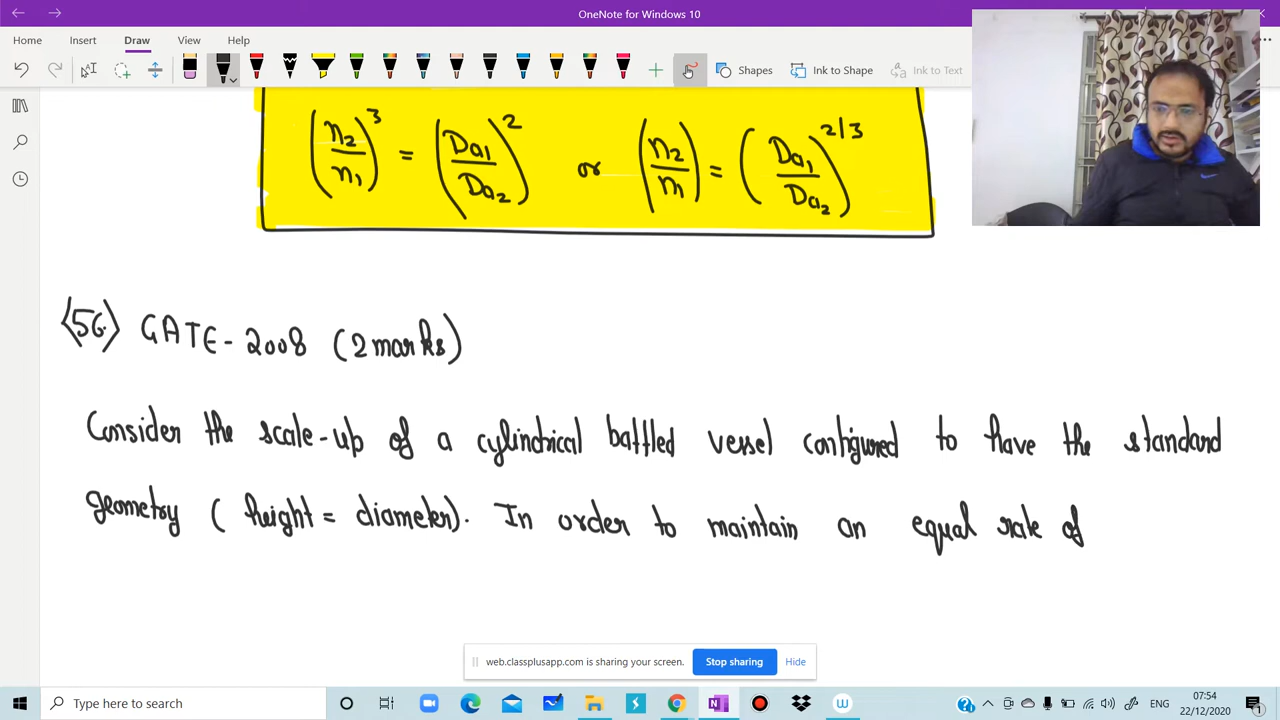 OneNote for Windows 10
Home Insert Draw View Help
Shapes Ink to Shape Ink to Text
(n2/n1)^3 = (Da1/Da2)^2 or (n2/n1) = (Da1/Da2)^2/3
<56> GATE-2008 (2 marks)
Consider the scale-up of a cylindrical baffled vessel configured to have the standard
geometry (height = diameter). In order to maintain an equal rate of
web.classplusapp.com is sharing your screen. Stop sharing Hide
Type here to search
ENG
07:54
22/12/2020